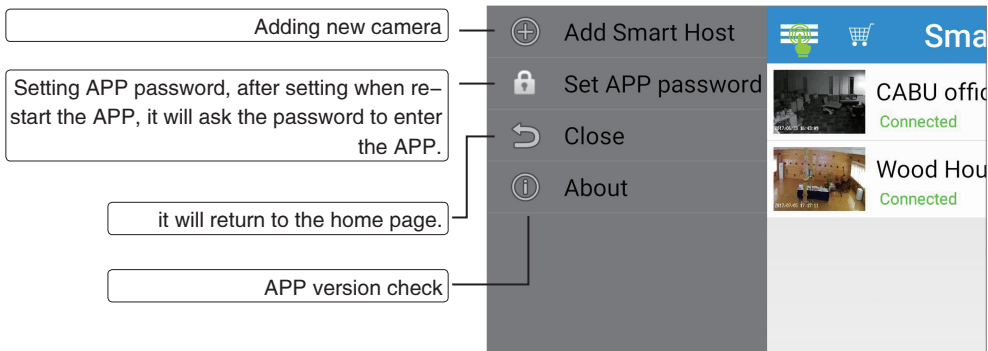 Adding new camera
Setting APP password, after setting when re-
start the APP, it will ask the password to enter
the APP.
it will return to the home page.
APP version check
Add Smart Host
Set APP password
Close
About
Sma
CABU offic
Connected
Wood Hou
Connected